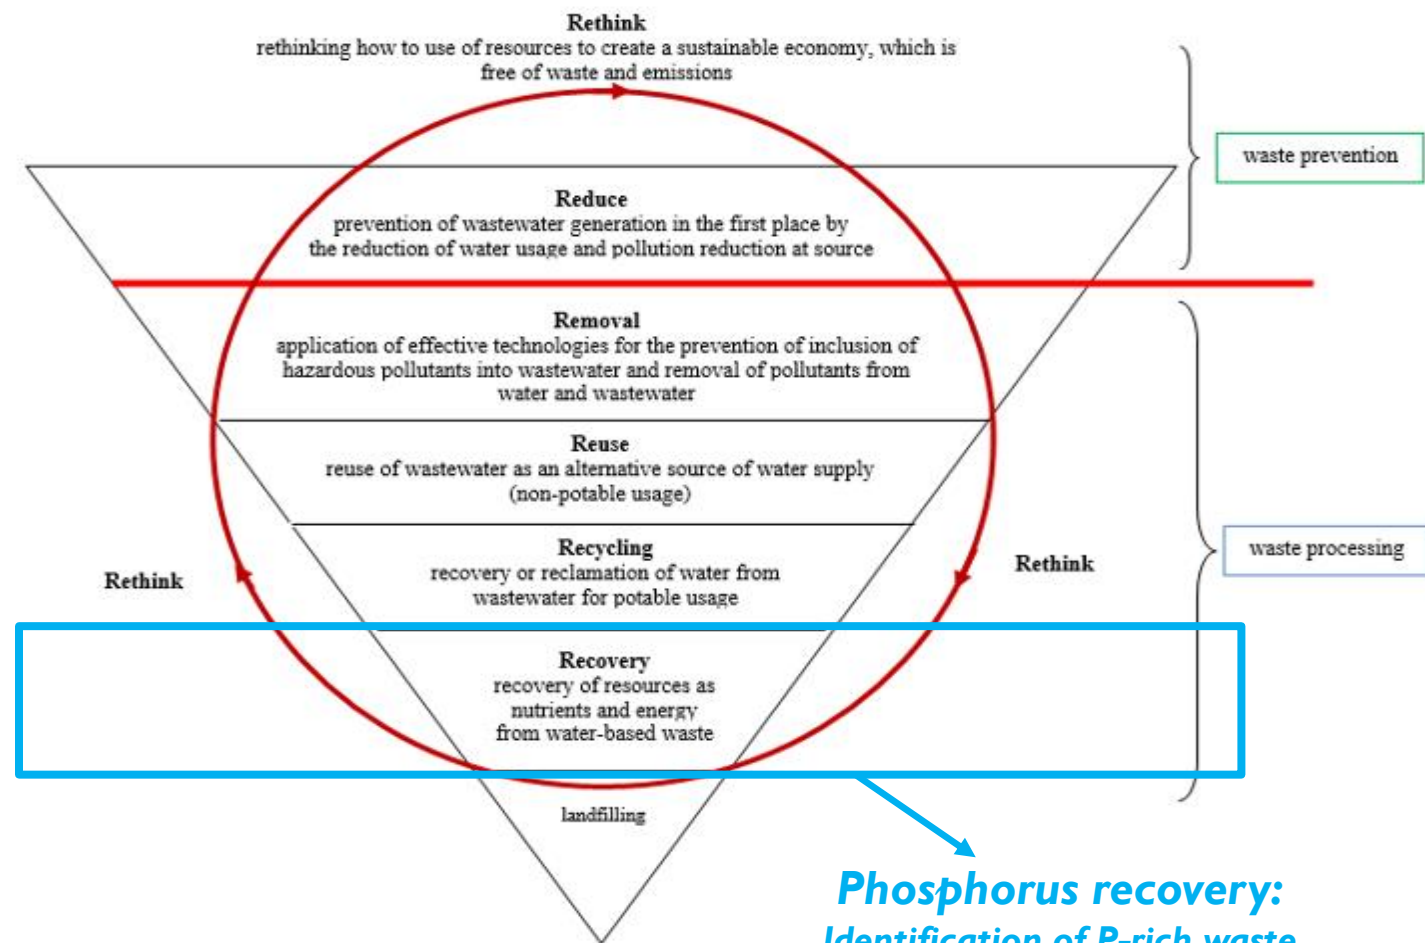 Rethink
rethinking how to use of resources to create a sustainable economy, which is
free of waste and emissions
waste prevention
Reduce
prevention of wastewater generation in the first place by
the reduction of water usage and pollution reduction at source
Removal
application of effective technologies for the prevention of inclusion of
hazardous pollutants into wastewater and removal of pollutants from
water and wastewater
Reuse
reuse of wastewater as an alternative source of water supply
(non-potable usage)
Recycling
recovery or reclamation of water from
wastewater for potable usage
waste processing
Rethink
Rethink
Recovery
recovery of resources as
nutrients and energy
from water-based waste
landfilling
Phosphorus recovery:
Identification of P-rich waste